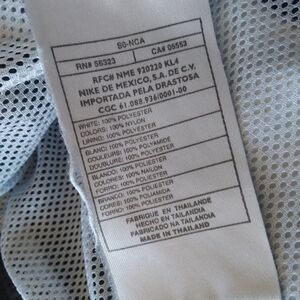 S0-NCA
RN# 56323 CA# 05553
RFC# NME 920220 KL4
NIKE DE MEXICO, S.A. DE C.V.
IMPORTADA PELA DRASTOSA
CGC 61.088.936/0001-00
WHITE: 100% POLYESTER
COLORS: 100% NYLON
LINING: 100% POLYESTER
BLANC: 100% POLYESTER
COULEURS: 100% POLYAMIDE
DOUBLURE: 100% POLYESTER
BLANCO: 100% POLIESTER
COLORES: 100% NAILON
FORRO: 100% POLIESTER
BRANCO: 100% POLIESTER
CORES: 100% POLIAMIDA
FORRO: 100% POLIESTER
FABRIQUE EN THAILANDE
HECHO EN TAILANDIA
FABRICADO NA TAILANDIA
MADE IN THAILAND